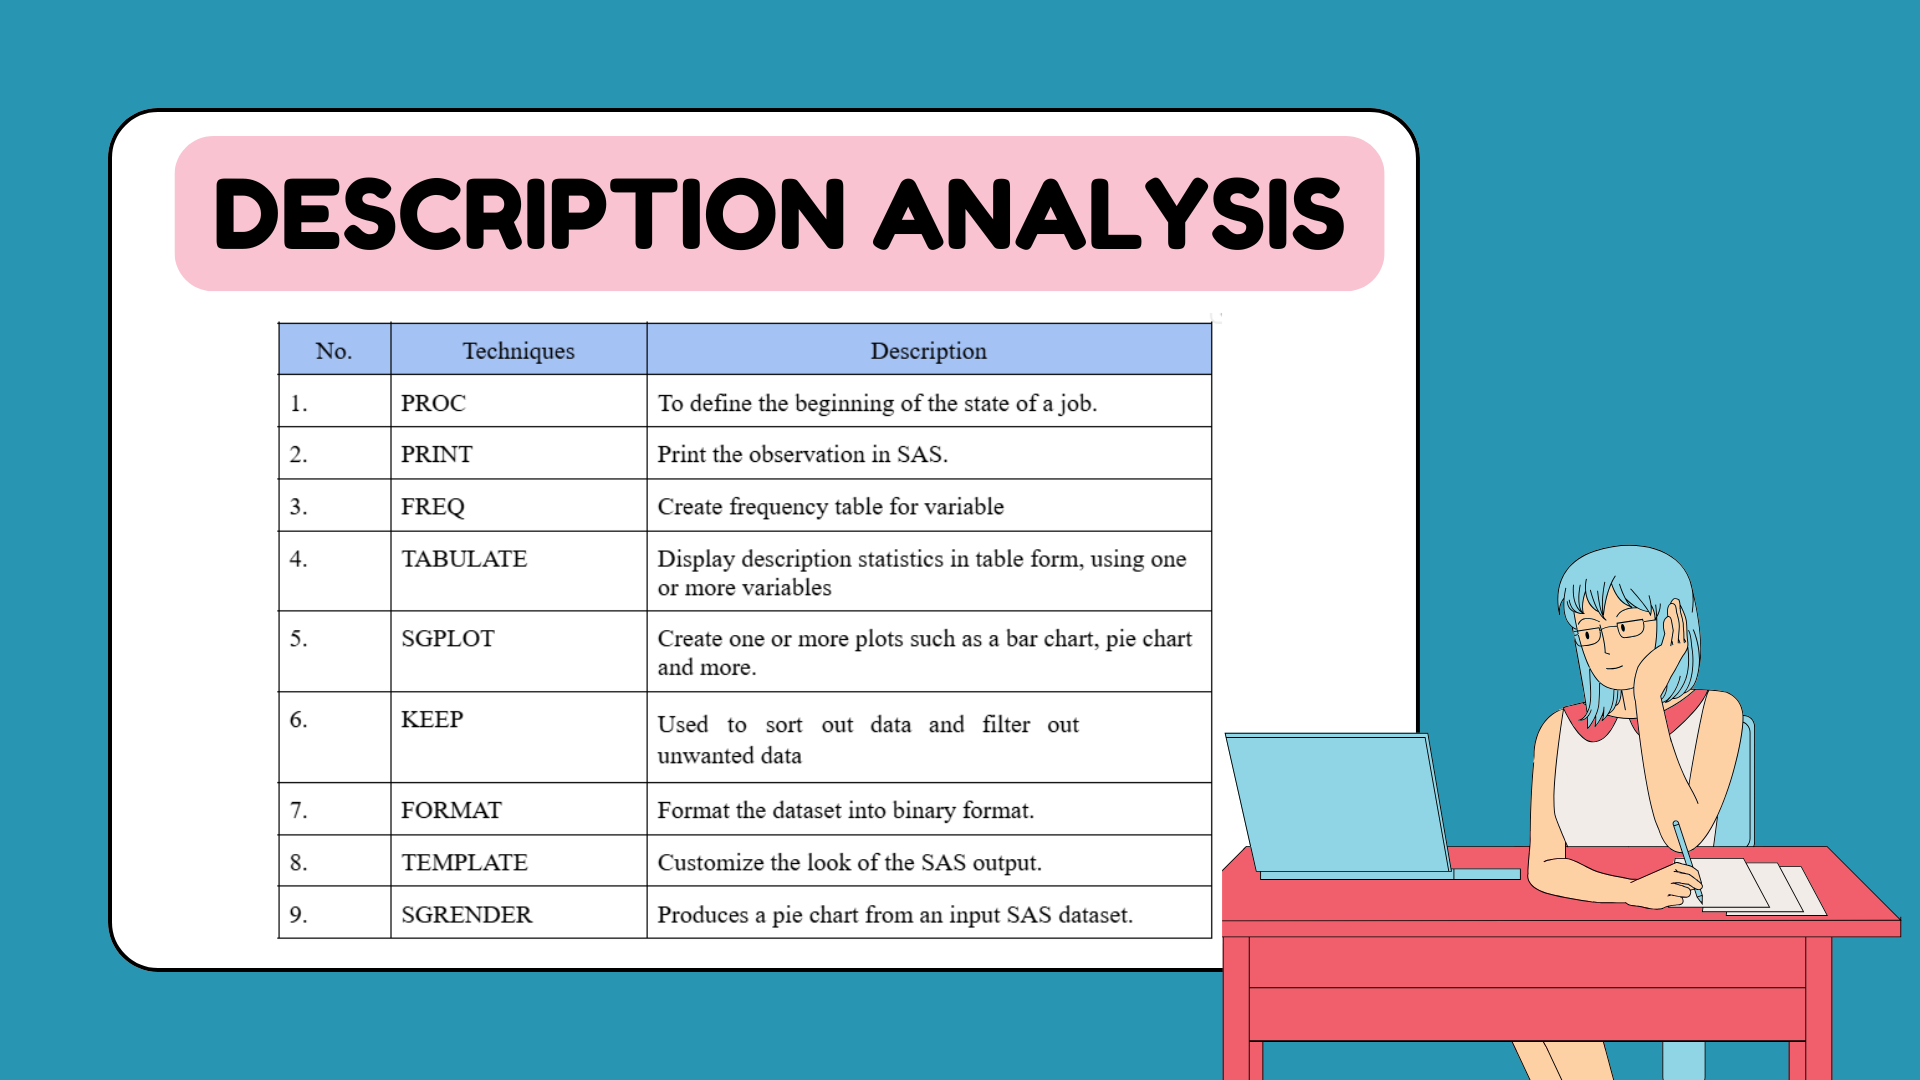 DESCRIPTION ANALYSIS
No. Techniques Description
1. PROC To define the beginning of the state of a job.
2. PRINT Print the observation in SAS.
3. FREQ Create frequency table for variable
4. TABULATE Display description statistics in table form, using one
or more variables
5. SGPLOT Create one or more plots such as a bar chart, pie chart
and more.
6. KEEP Used to sort out data and filter out
unwanted data
7. FORMAT Format the dataset into binary format.
8. TEMPLATE Customize the look of the SAS output.
9. SGRENDER Produces a pie chart from an input SAS dataset.